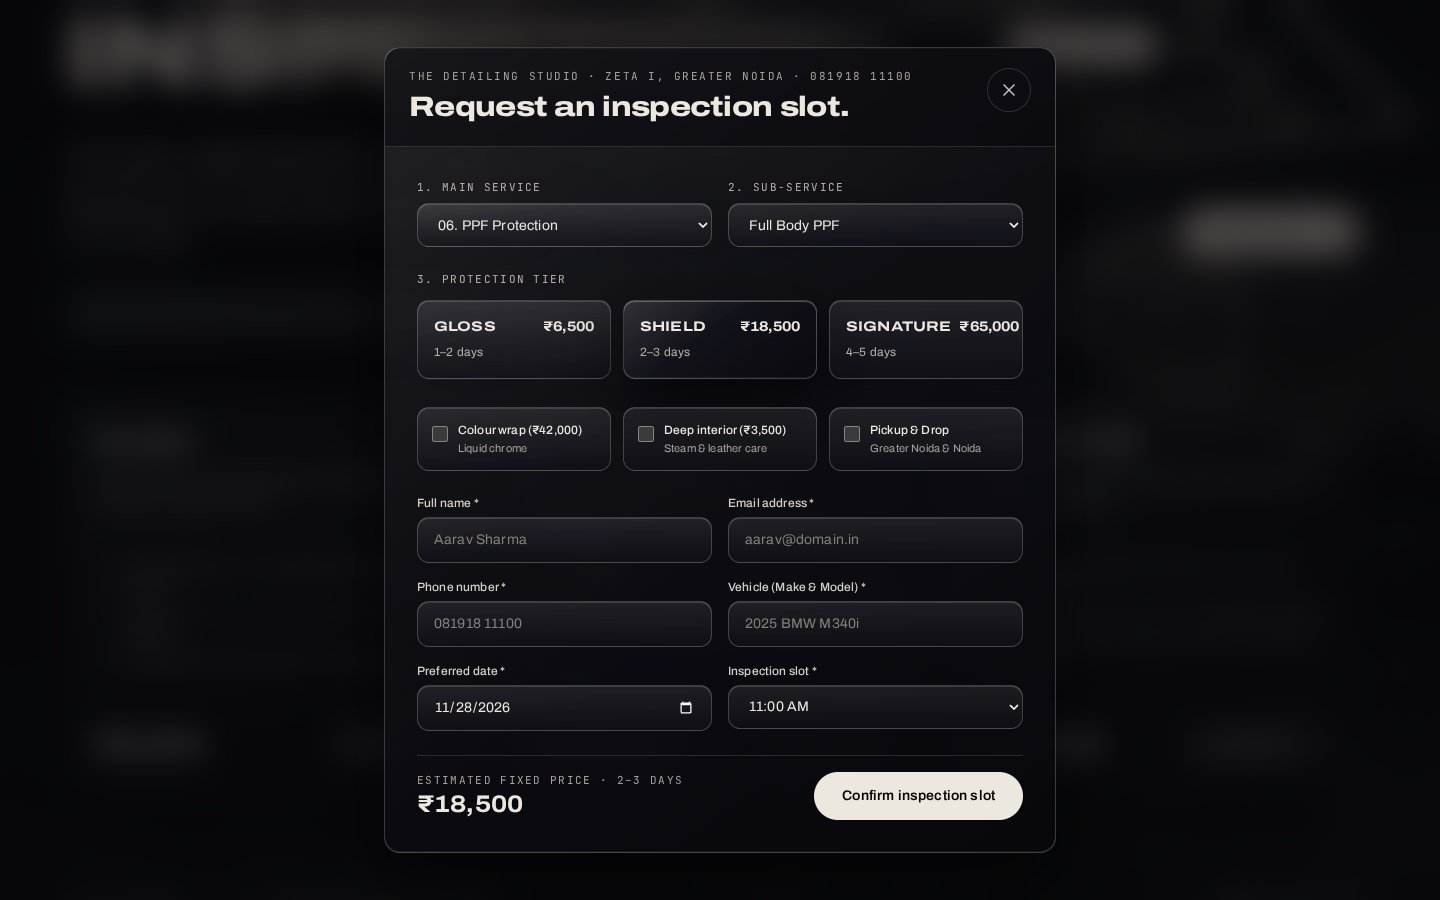 THE DETAILING STUDIO · ZETA I, GREATER NOIDA · 081918 11100
Request an inspection slot.
1. MAIN SERVICE
2. SUB-SERVICE
06. PPF Protection
Full Body PPF
3. PROTECTION TIER
GLOSS ₹6,500
1–2 days
SHIELD ₹18,500
2–3 days
SIGNATURE ₹65,000
4–5 days
Colour wrap (₹42,000)
Liquid chrome
Deep interior (₹3,500)
Steam & leather care
Pickup & Drop
Greater Noida & Noida
Full name *
Email address *
Aarav Sharma
aarav@domain.in
Phone number *
Vehicle (Make & Model) *
081918 11100
2025 BMW M340i
Preferred date *
Inspection slot *
11/28/2026
11:00 AM
ESTIMATED FIXED PRICE · 2–3 DAYS
₹18,500
Confirm inspection slot